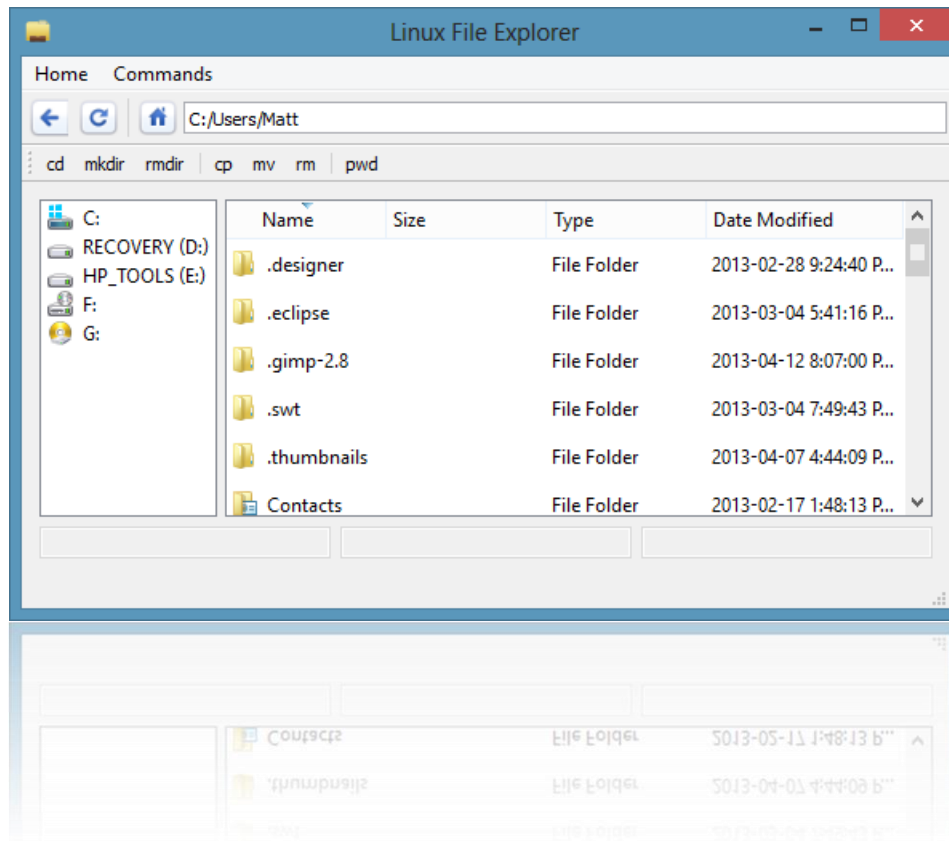 Linux File Explorer
Home Commands
C:/Users/Matt
cd mkdir rmdir cp mv rm pwd
C:
RECOVERY (D:)
HP_TOOLS (E:)
F:
G:
Name Size Type Date Modified
.designer File Folder 2013-02-28 9:24:40 P...
.eclipse File Folder 2013-03-04 5:41:16 P...
.gimp-2.8 File Folder 2013-04-12 8:07:00 P...
.swt File Folder 2013-03-04 7:49:43 P...
.thumbnails File Folder 2013-04-07 4:44:09 P...
Contacts File Folder 2013-02-17 1:48:13 P...